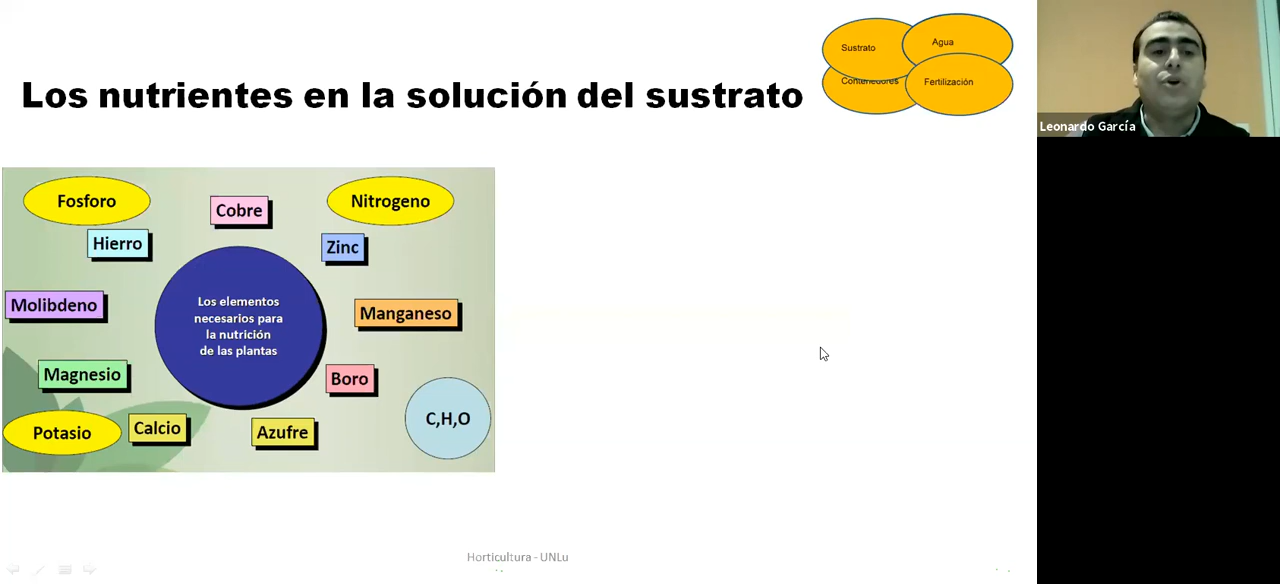 Sustrato
Agua
Contenedores
Fertilización
Los nutrientes en la solución del sustrato
Leonardo García
Fosforo
Nitrogeno
Cobre
Hierro
Zinc
Los elementos
necesarios para
la nutrición
de las plantas
Molibdeno
Manganeso
Magnesio
Boro
C,H,O
Potasio
Calcio
Azufre
Horticultura - UNLu